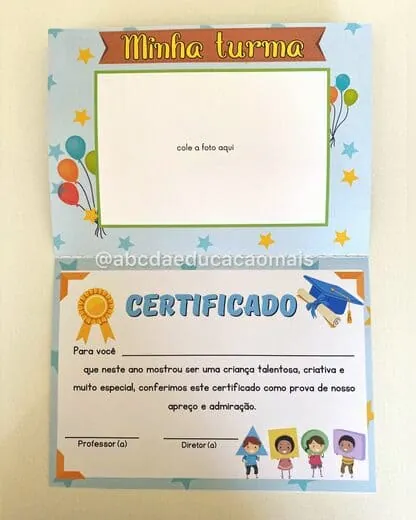 Minha turma
cole a foto aqui
@abcdaeducacaomais
CERTIFICADO
Para você
que neste ano mostrou ser uma criança talentosa, criativa e
muito especial, conferimos este certificado como prova de nosso
apreço e admiração.
Professor(a) Diretor(a)